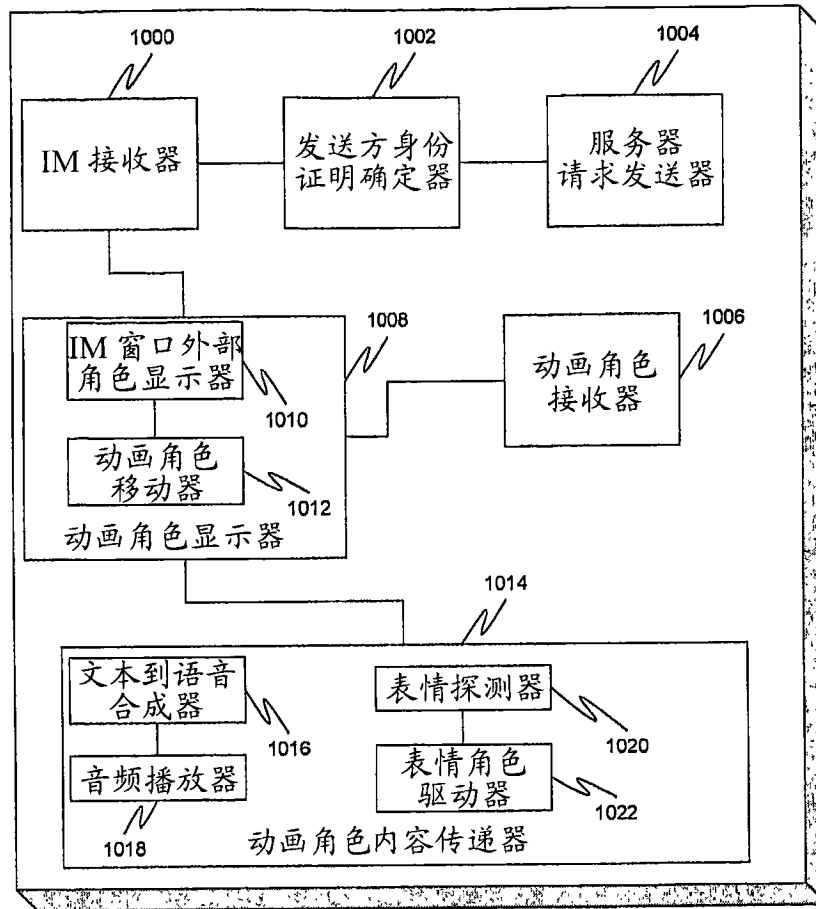 1000
1002
1004
IM 接收器
发送方身份
证明确定器
服务器
请求发送器
1008
1006
IM 窗口外部
角色显示器
1010
动画角色
移动器
1012
动画角色显示器
动画角色
接收器
1014
文本到语音
合成器
1016
音频播放器
1018
表情探测器
1020
表情角色
驱动器
1022
动画角色内容传递器